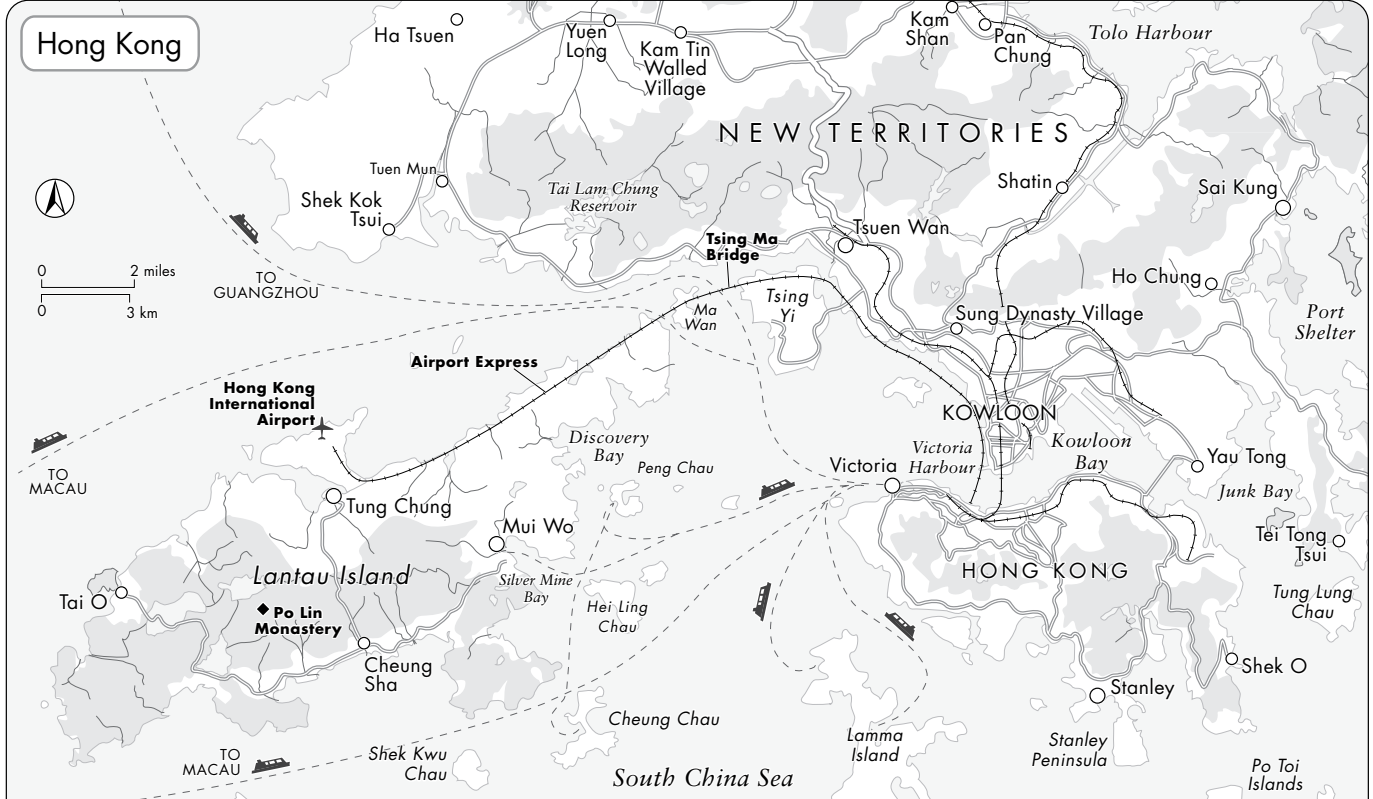 Hong Kong
Ha Tsuen
Yuen
Long
Kam Tin
Walled
Village
Kam
Shan
Pan
Chung
Tolo Harbour
NEW TERRITORIES
Tuen Mun
Shek Kok
Tsui
Tai Lam Chung
Reservoir
Shatin
Sai Kung
Tsuen Wan
Tsing Ma
Bridge
0 2 miles
0 3 km
TO
GUANGZHOU
Ma
Wan
Tsing
Yi
Ho Chung
Sung Dynasty Village
Port
Shelter
Airport Express
Hong Kong
International
Airport
KOWLOON
Discovery
Bay
Peng Chau
Victoria
Harbour
Kowloon
Bay
Victoria
Yau Tong
Junk Bay
TO
MACAU
Tung Chung
Mui Wo
Tei Tong
Tsui
Lantau Island
Silver Mine
Bay
HONG KONG
Tai O
Po Lin
Monastery
Hei Ling
Chau
Tung Lung
Chau
Cheung
Sha
Shek O
Stanley
Cheung Chau
Lamma
Island
Stanley
Peninsula
TO
MACAU
Shek Kwu
Chau
South China Sea
Po Toi
Islands